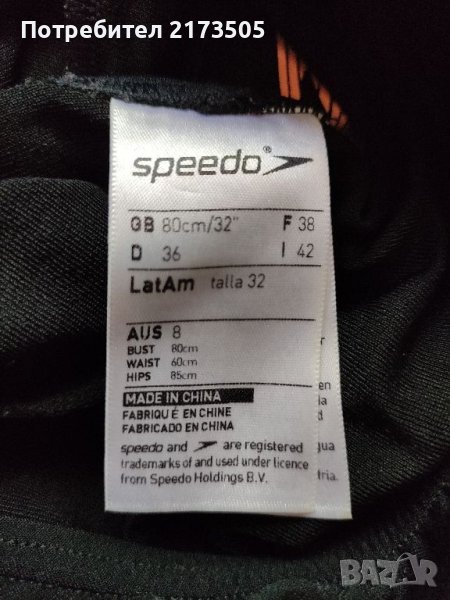 Потребител 2173505
speedo®
GB 80cm/32" F 38
D 36 I 42
LatAm talla 32
AUS 8
BUST 80cm
WAIST 60cm
HIPS 85cm
MADE IN CHINA
FABRIQUÉ EN CHINE
FABRICADO EN CHINA
speedo and are registered
trademarks of and used under licence
from Speedo Holdings B.V.
BAZAR